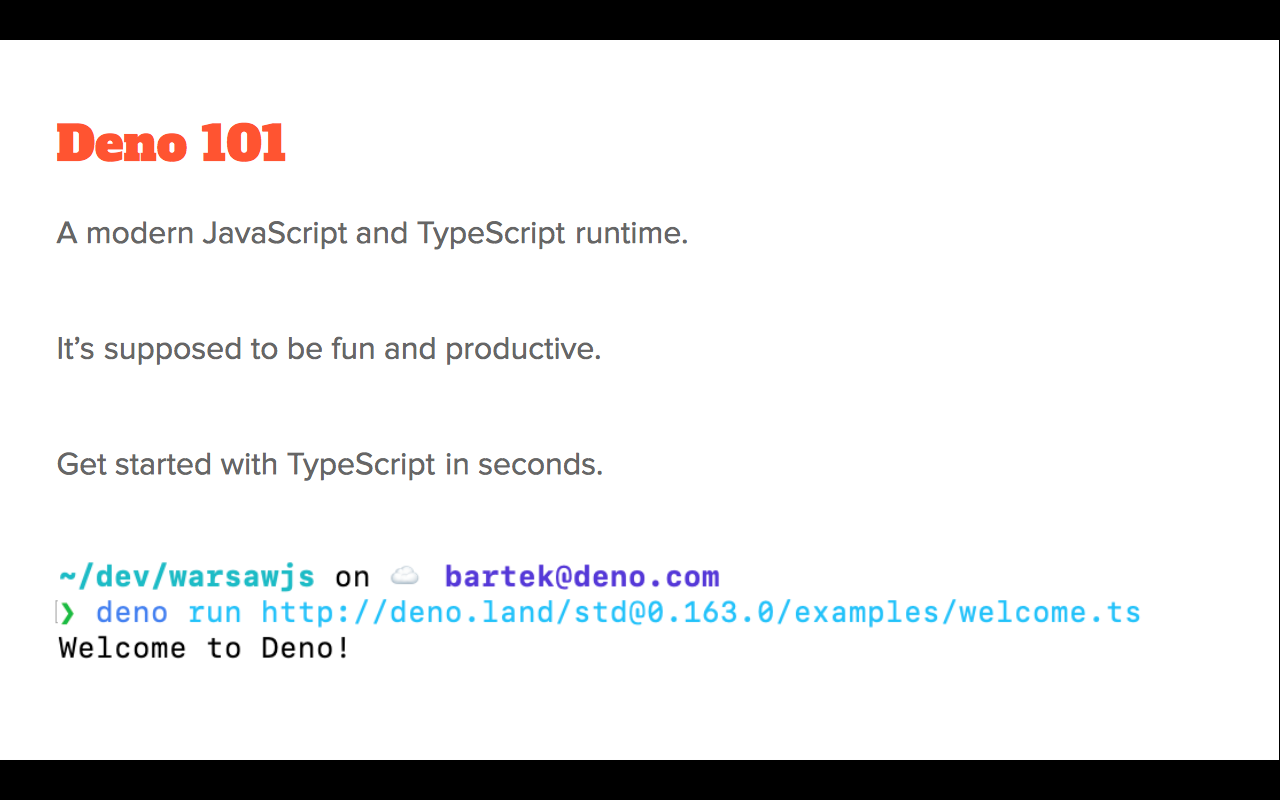 Deno 101
A modern JavaScript and TypeScript runtime.
It’s supposed to be fun and productive.
Get started with TypeScript in seconds.
~/dev/warsawjs on ☁️ bartek@deno.com
❯ deno run http://deno.land/std@0.163.0/examples/welcome.ts
Welcome to Deno!